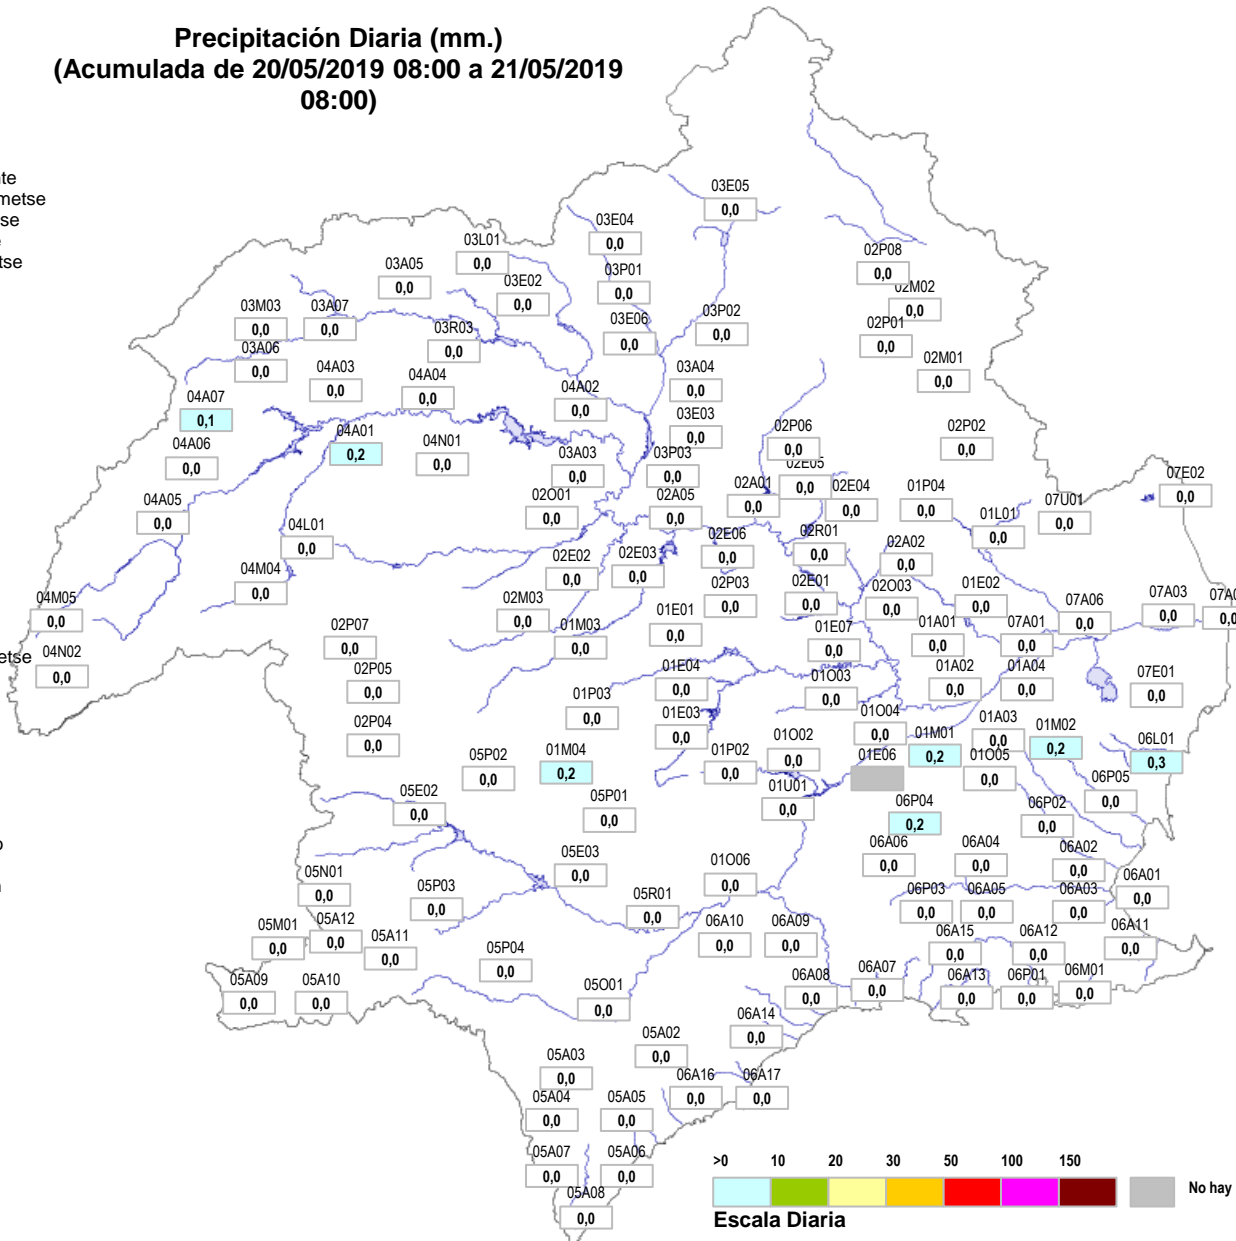 Precipitación Diaria (mm.)
(Acumulada de 20/05/2019 08:00 a 21/05/2019
08:00)
03E05
0,0
03E04
0,0
03L01
0,0
03P01
0,0
02P08
0,0
03A05
0,0
03E02
0,0
02M02
0,0
03M03
0,0
03A07
0,0
03R03
0,0
03E06
0,0
03P02
0,0
02P01
0,0
03A06
0,0
04A03
0,0
04A04
0,0
04A02
0,0
03A04
0,0
02M01
0,0
04A07
0,1
03E03
0,0
04A01
0,2
04A06
0,0
04N01
0,0
03A03
0,0
03P03
0,0
02P06
0,0
02P02
0,0
02E05
0,0
07E02
0,0
04A05
0,0
02O01
0,0
02A05
0,0
02A01
0,0
02E04
0,0
01P04
0,0
07U01
0,0
01L01
0,0
04L01
0,0
02E02
0,0
02E03
0,0
02E06
0,0
02R01
0,0
02A02
0,0
04M04
0,0
02P03
0,0
02E01
0,0
02O03
0,0
01E02
0,0
07A06
0,0
07A03
0,0
07A0
0,0
04M05
0,0
02M03
0,0
01E01
0,0
02P07
0,0
01M03
0,0
01E07
0,0
01A01
0,0
07A01
0,0
etse
04N02
0,0
02P05
0,0
01E04
0,0
01O03
0,0
01A02
0,0
01A04
0,0
07E01
0,0
01P03
0,0
01E03
0,0
01O04
0,0
01A03
0,0
01M02
0,2
02P04
0,0
01M01
0,2
06L01
0,3
05P02
0,0
01M04
0,2
01P02
0,0
01O02
0,0
01E06
01O05
0,0
06P05
0,0
05E02
0,0
05P01
0,0
01U01
0,0
06P04
0,2
06P02
0,0
05E03
0,0
01O06
0,0
06A06
0,0
06A04
0,0
06A02
0,0
05N01
0,0
05P03
0,0
05R01
0,0
06P03
0,0
06A05
0,0
06A03
0,0
06A01
0,0
05M01
0,0
05A12
0,0
05A11
0,0
06A10
0,0
06A09
0,0
06A15
0,0
06A12
0,0
06A11
0,0
05P04
0,0
05A09
0,0
05A10
0,0
05O01
0,0
06A08
0,0
06A07
0,0
06A13
0,0
06P01
0,0
06M01
0,0
06A14
0,0
05A02
0,0
05A03
0,0
06A16
0,0
06A17
0,0
05A04
0,0
05A05
0,0
05A07
0,0
05A06
0,0
05A08
0,0
>0 10 20 30 50 100 150
No hay
Escala Diaria